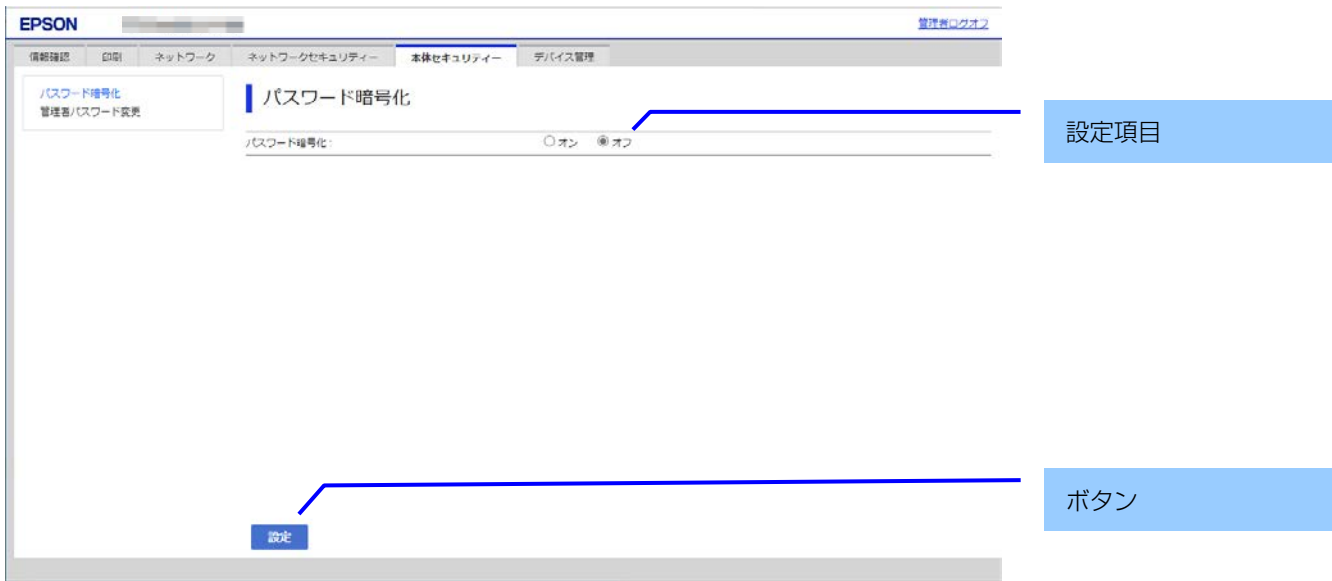 EPSON
管理者ログオフ
情報確認 印刷 ネットワーク ネットワークセキュリティー 本体セキュリティー デバイス管理
パスワード暗号化
管理者パスワード変更
パスワード暗号化
パスワード暗号化 : オン オフ
設定項目
ボタン
設定